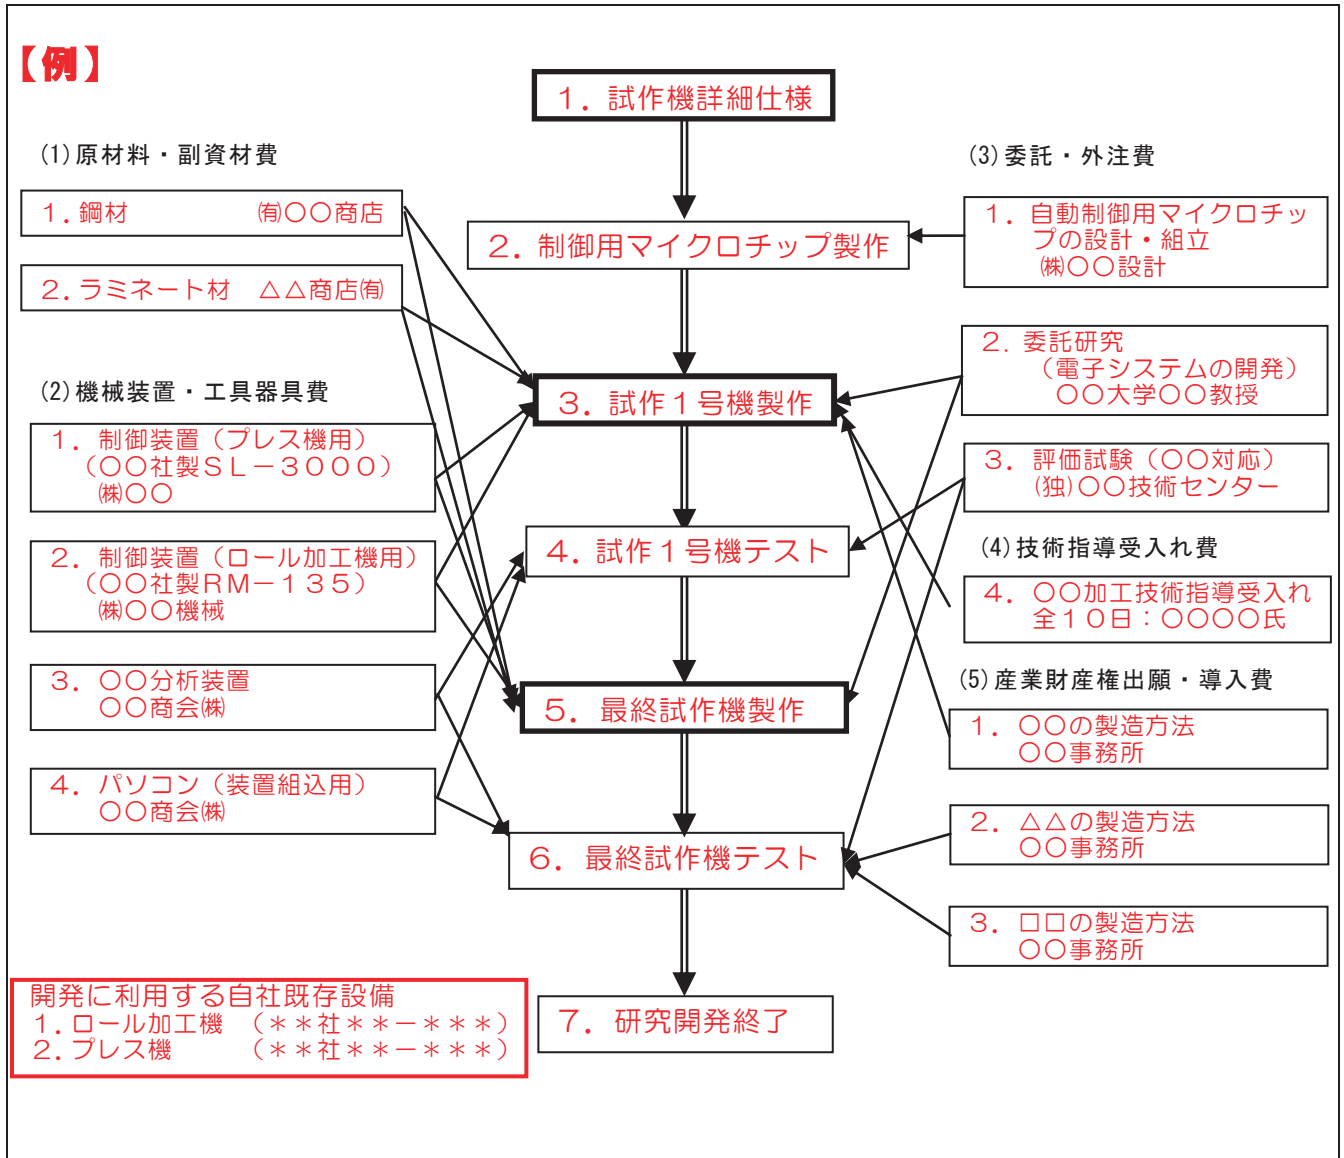 【例】
１．試作機詳細仕様
(1)原材料・副資材費
１．鋼材　㈲〇〇商店
２．ラミネート材　△△商店㈲
(2)機械装置・工具器具費
１．制御装置（プレス機用）
（〇〇社製ＳＬ－３０００）
㈱〇〇
２．制御装置（ロール加工機用）
（〇〇社製ＲＭ－１３５）
㈱〇〇機械
３．〇〇分析装置
〇〇商会㈱
４．パソコン（装置組込用）
〇〇商会㈱
２．制御用マイクロチップ製作
３．試作１号機製作
４．試作１号機テスト
５．最終試作機製作
６．最終試作機テスト
７．研究開発終了
(3)委託・外注費
１．自動制御用マイクロチッ
プの設計・組立
㈱〇〇設計
２．委託研究
（電子システムの開発）
〇〇大学〇〇教授
３．評価試験（〇〇対応）
(独)〇〇技術センター
(4)技術指導受入れ費
４．〇〇加工技術指導受入れ
全１０日：〇〇〇〇氏
(5)産業財産権出願・導入費
１．〇〇の製造方法
〇〇事務所
２．△△の製造方法
〇〇事務所
３．□□の製造方法
〇〇事務所
開発に利用する自社既存設備
１．ロール加工機　（＊＊社＊＊－＊＊＊）
２．プレス機　（＊＊社＊＊－＊＊＊）